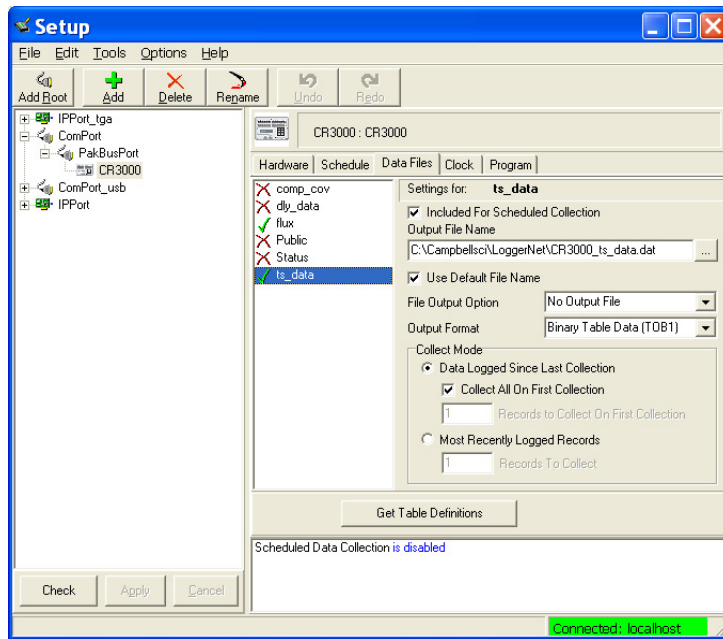 Setup
File Edit Tools Options Help
Add Root Add Delete Rename Undo Redo
IPPort_tga
ComPort
PakBusPort
CR3000
ComPort_usb
IPPort
CR3000 : CR3000
Hardware Schedule Data Files Clock Program
comp_cov
dly_data
flux
Public
Status
ts_data
Settings for: ts_data
Included For Scheduled Collection
Output File Name
C:\Campbellsci\LoggerNet\CR3000_ts_data.dat ...
Use Default File Name
File Output Option No Output File
Output Format Binary Table Data (TOB1)
Collect Mode
Data Logged Since Last Collection
Collect All On First Collection
1 Records to Collect On First Collection
Most Recently Logged Records
1 Records To Collect
Get Table Definitions
Scheduled Data Collection is disabled
Check Apply Cancel
Connected: localhost